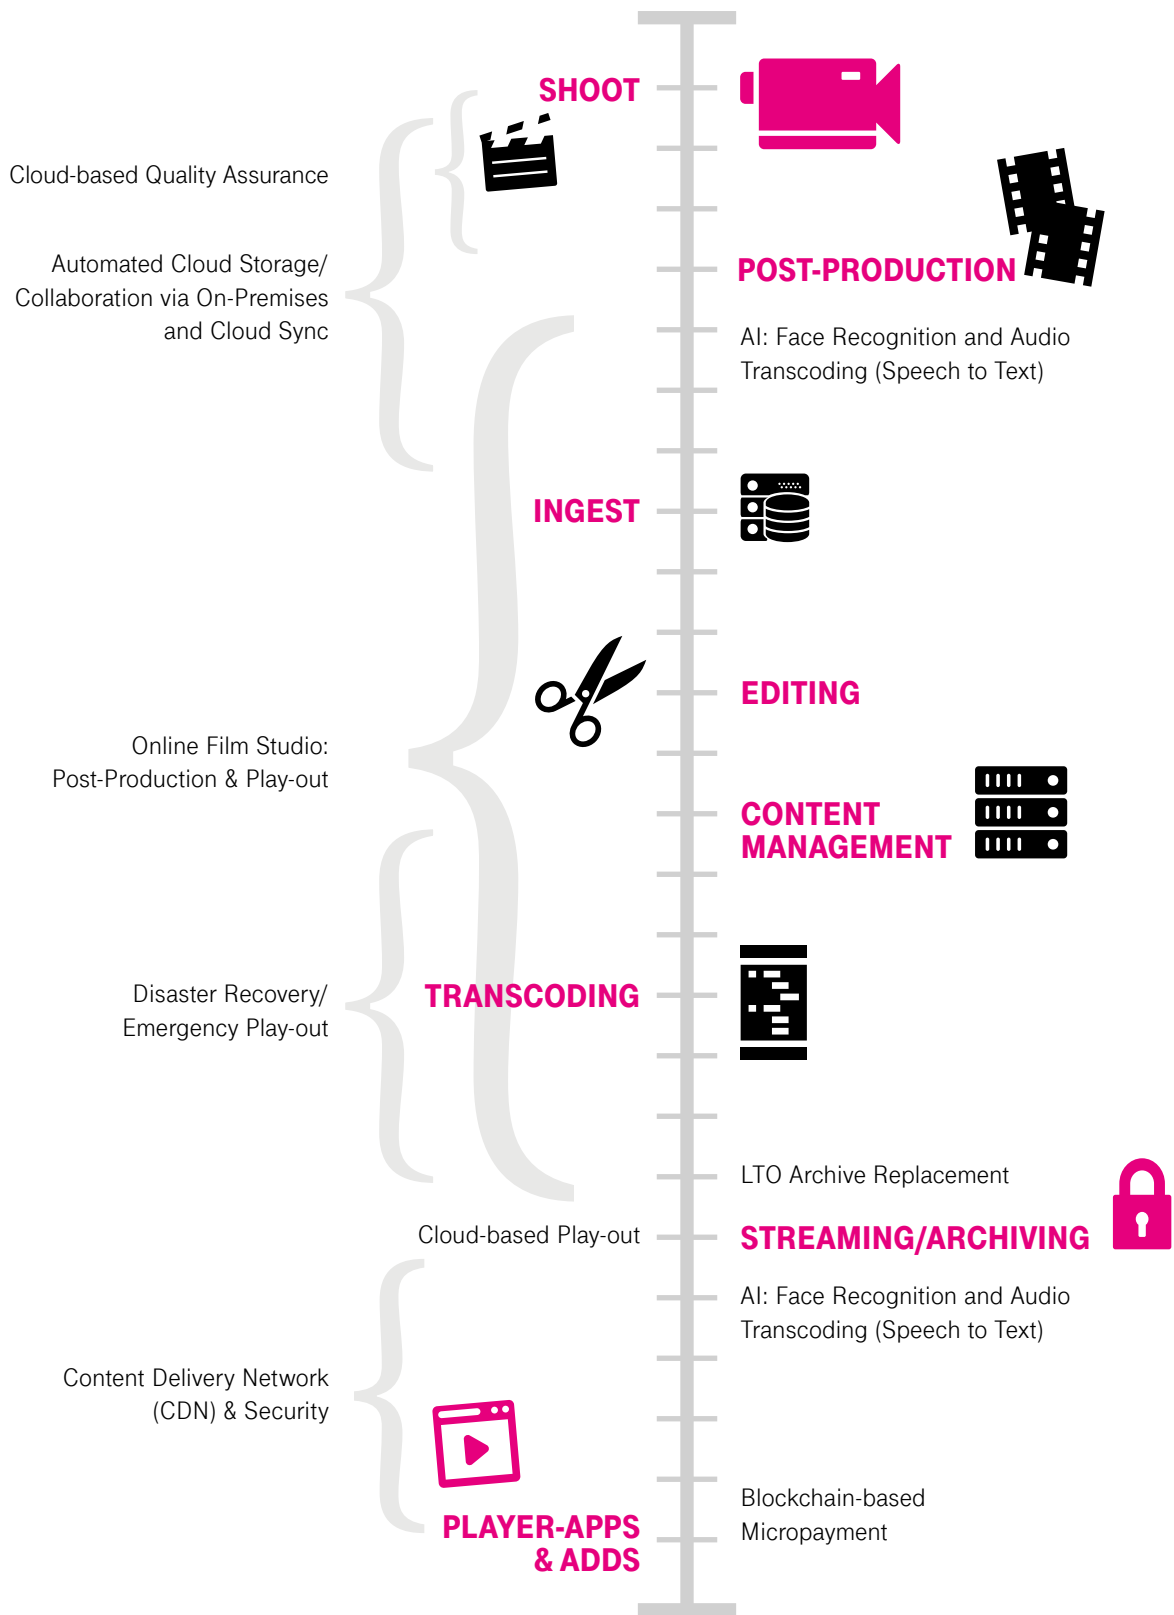 SHOOT
Cloud-based Quality Assurance
Automated Cloud Storage/
Collaboration via On-Premises
and Cloud Sync
POST-PRODUCTION
AI: Face Recognition and Audio
Transcoding (Speech to Text)
INGEST
EDITING
Online Film Studio:
Post-Production & Play-out
CONTENT
MANAGEMENT
Disaster Recovery/
Emergency Play-out
TRANSCODING
LTO Archive Replacement
Cloud-based Play-out
STREAMING/ARCHIVING
AI: Face Recognition and Audio
Transcoding (Speech to Text)
Content Delivery Network
(CDN) & Security
Blockchain-based
Micropayment
PLAYER-APPS
& ADDS